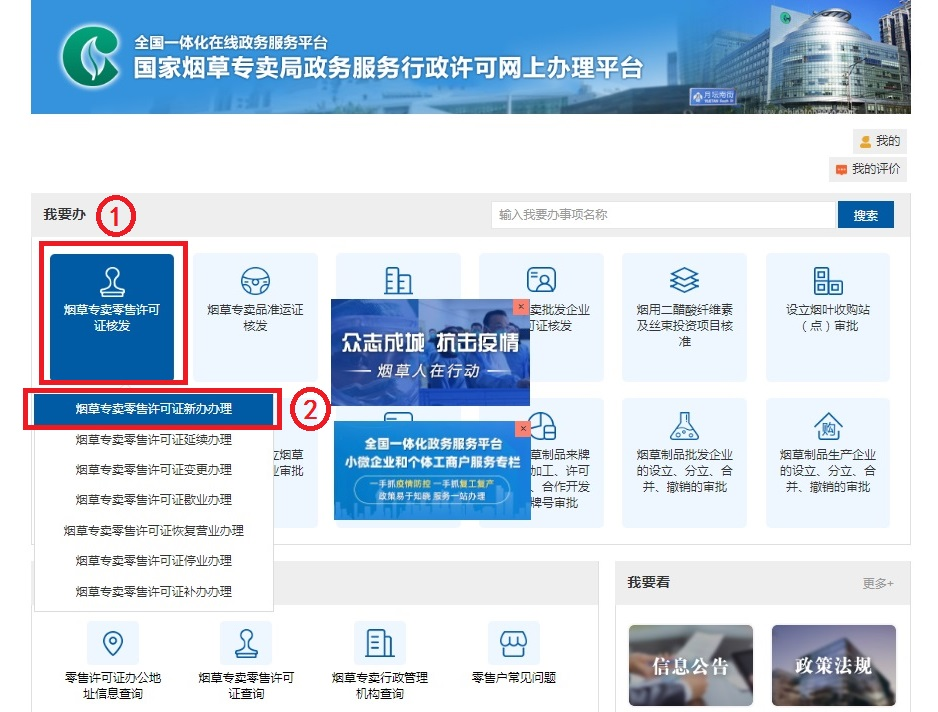 全国一体化在线政务服务平台
国家烟草专卖局政务服务行政许可网上办理平台
月坛南街
我的
我的评价
我要办
①
输入我要办事项名称
搜索
烟草专卖零售许可
证核发
烟草专卖品准运证
核发
卖批发企业
可证核发
烟用二醋酸纤维素
及丝束投资项目核
准
设立烟叶收购站
（点）审批
众志成城 抗击疫情
烟草人在行动
②
烟草专卖零售许可证新办办理
烟草专卖零售许可证延续办理
烟草专卖零售许可证变更办理
烟草专卖零售许可证歇业办理
烟草专卖零售许可证恢复营业办理
烟草专卖零售许可证停业办理
烟草专卖零售许可证补办办理
立烟草
业审批
全国一体化政务服务平台
小微企业和个体工商户服务专栏
一手抓疫情防控 一手抓复工复产
政策易于知晓 服务一站办理
草制品来牌
加工、许可
、合作开发
牌号审批
烟草制品批发企业
的设立、分立、合
并、撤销的审批
购
烟草制品生产企业
的设立、分立、合
并、撤销的审批
零售许可证办公地
址信息查询
烟草专卖零售许可
证查询
烟草专卖行政管理
机构查询
零售户常见问题
我要看
更多+
信息公告
政策法规